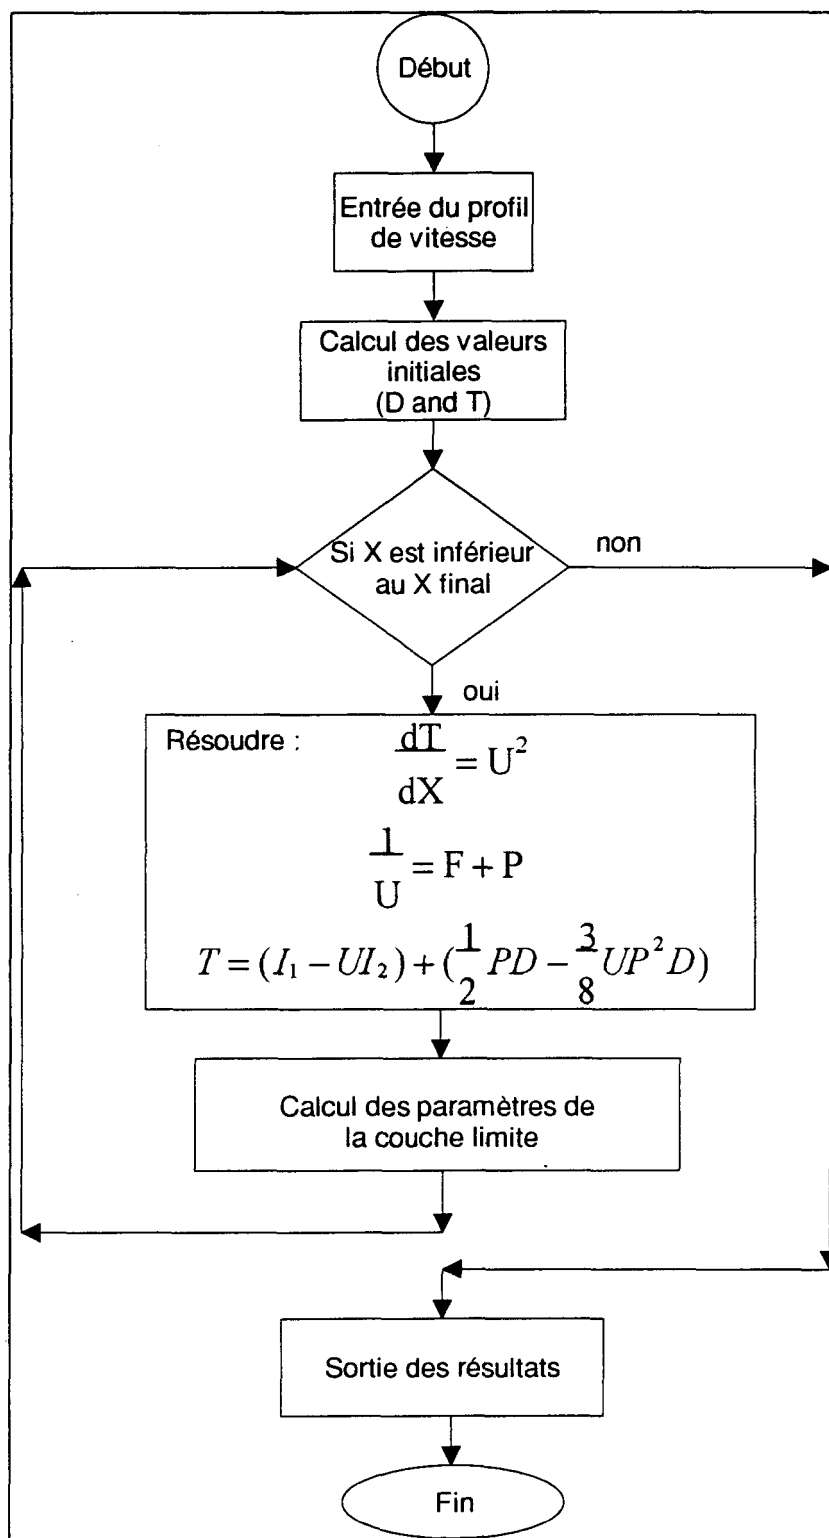 Début
Entrée du profil
de vitesse
Calcul des valeurs
initiales
(D and T)
Si X est inférieur
au X final
non
oui
Résoudre : dT/dX = U²
1/U = F + P
T = (I₁ − UI₂) + (1/2 PD − 3/8 UP²D)
Calcul des paramètres de
la couche limite
Sortie des résultats
Fin